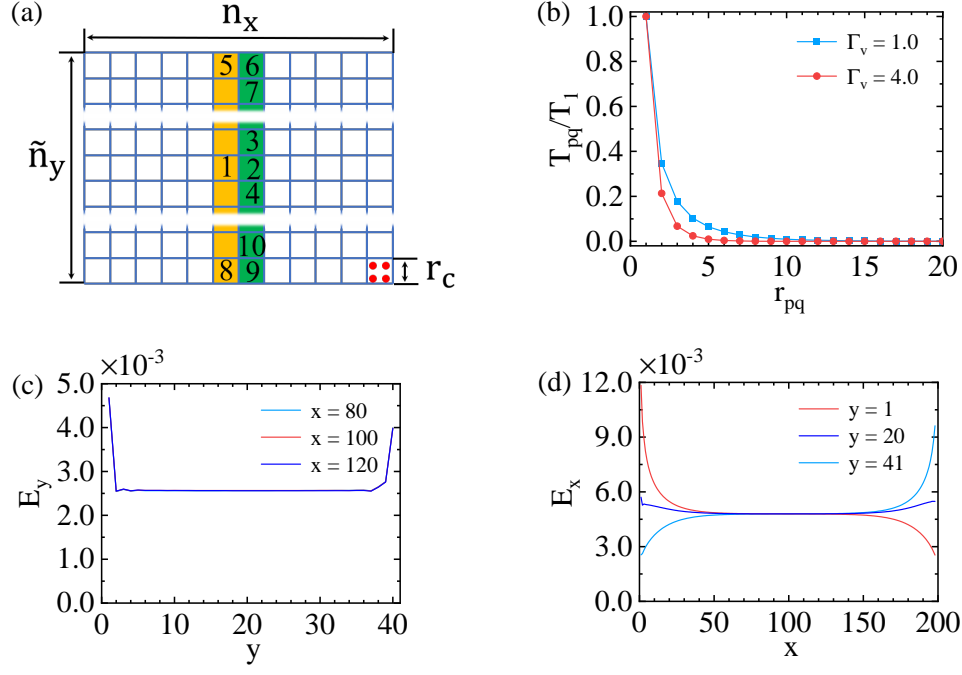 (a)
n_x
ñ_y
5 6
7
3
1 2
4
10
8 9
r_c
(b)
T_pq/T_1
1.0
0.8
0.6
0.4
0.2
0.0
Γ_v = 1.0
Γ_v = 4.0
0 5 10 15 20
r_pq
(c)
×10^-3
E_y
5.0
4.0
3.0
2.0
1.0
0.0
x = 80
x = 100
x = 120
0 10 20 30 40
y
(d)
×10^-3
E_x
12.0
9.0
6.0
3.0
0.0
y = 1
y = 20
y = 41
0 50 100 150 200
x